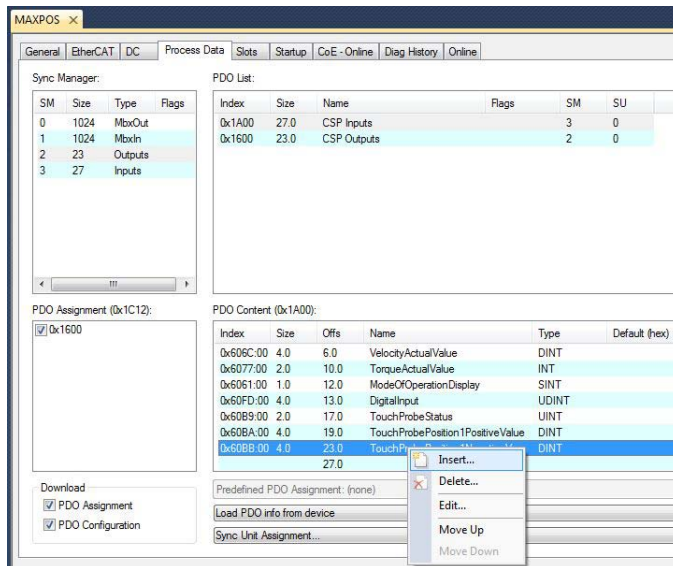 MAXPOS
General EtherCAT DC Process Data Slots Startup CoE - Online Diag History Online
Sync Manager:
SM Size Type Flags
0 1024 MbxOut
1 1024 MbxIn
2 23 Outputs
3 27 Inputs
PDO List:
Index Size Name Flags SM SU
0x1A00 27.0 CSP Inputs 3 0
0x1600 23.0 CSP Outputs 2 0
PDO Assignment (0x1C12):
0x1600
PDO Content (0x1A00):
Index Size Offs Name Type Default (hex)
0x606C:00 4.0 6.0 VelocityActualValue DINT
0x6077:00 2.0 10.0 TorqueActualValue INT
0x6061:00 1.0 12.0 ModeOfOperationDisplay SINT
0x60FD:00 4.0 13.0 DigitalInput UDINT
0x60B9:00 2.0 17.0 TouchProbeStatus UINT
0x60BA:00 4.0 19.0 TouchProbePosition1PositiveValue DINT
0x60BB:00 4.0 23.0 DINT
27.0
Insert...
Delete...
Edit...
Move Up
Move Down
Download
PDO Assignment
PDO Configuration
Predefined PDO Assignment: (none)
Load PDO info from device
Sync Unit Assignment...